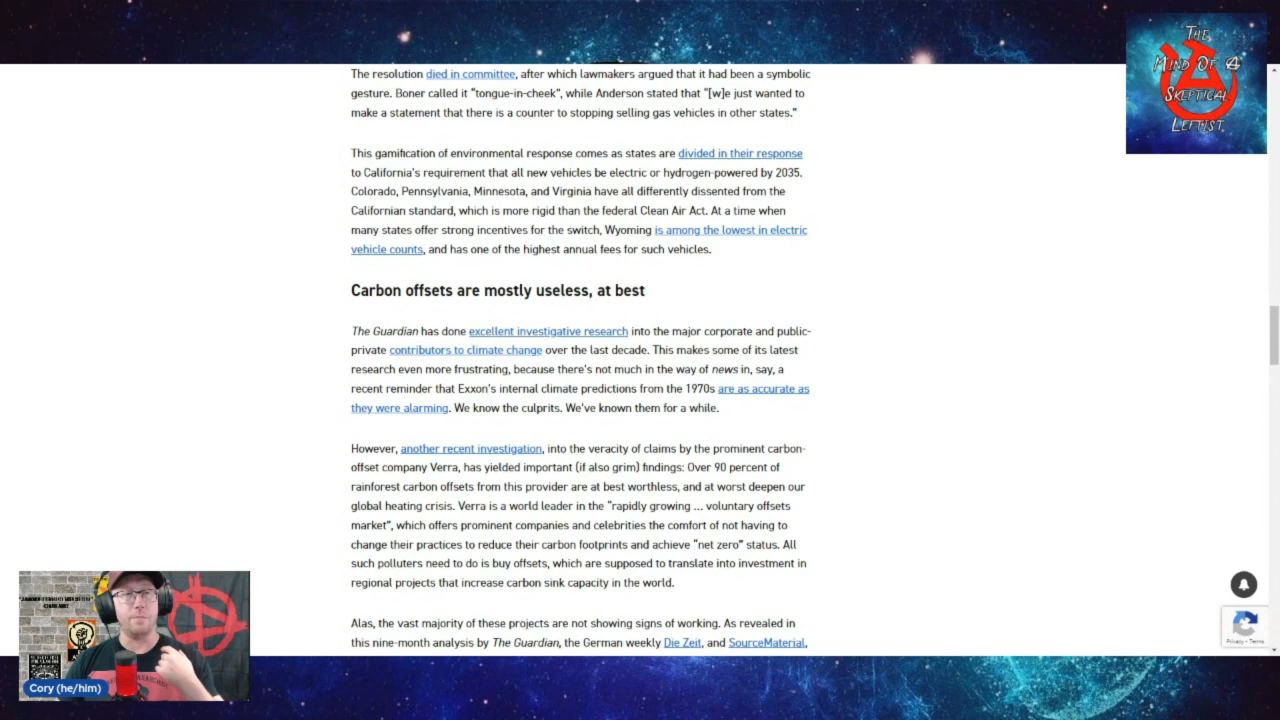 The resolution died in committee, after which lawmakers argued that it had been a symbolic
gesture. Boner called it “tongue-in-cheek”, while Anderson stated that “[w]e just wanted to
make a statement that there is a counter to stopping selling gas vehicles in other states.”
This gamification of environmental response comes as states are divided in their response
to California’s requirement that all new vehicles be electric or hydrogen-powered by 2035.
Colorado, Pennsylvania, Minnesota, and Virginia have all differently dissented from the
Californian standard, which is more rigid than the federal Clean Air Act. At a time when
many states offer strong incentives for the switch, Wyoming is among the lowest in electric
vehicle counts, and has one of the highest annual fees for such vehicles.
Carbon offsets are mostly useless, at best
The Guardian has done excellent investigative research into the major corporate and public-
private contributors to climate change over the last decade. This makes some of its latest
research even more frustrating, because there’s not much in the way of news in, say, a
recent reminder that Exxon’s internal climate predictions from the 1970s are as accurate as
they were alarming. We know the culprits. We’ve known them for a while.
However, another recent investigation, into the veracity of claims by the prominent carbon-
offset company Verra, has yielded important (if also grim) findings: Over 90 percent of
rainforest carbon offsets from this provider are at best worthless, and at worst deepen our
global heating crisis. Verra is a world leader in the “rapidly growing ... voluntary offsets
market”, which offers prominent companies and celebrities the comfort of not having to
change their practices to reduce their carbon footprints and achieve “net zero” status. All
such polluters need to do is buy offsets, which are supposed to translate into investment in
regional projects that increase carbon sink capacity in the world.
Alas, the vast majority of these projects are not showing signs of working. As revealed in
this nine-month analysis by The Guardian, the German weekly Die Zeit, and SourceMaterial,
The
Mind Of A
Skeptical
Leftist
Privacy - Terms
Cory (he/him)